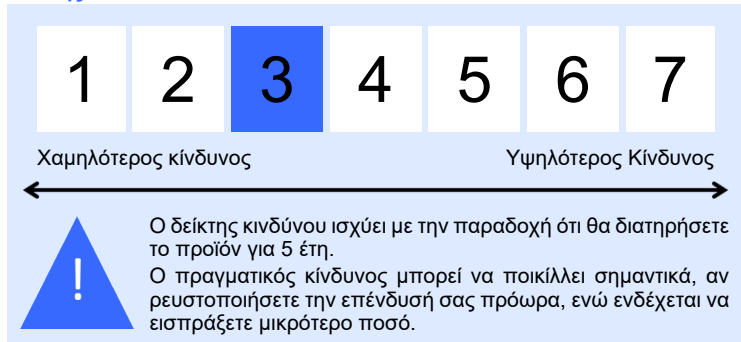 1 2 3 4 5 6 7
Χαμηλότερος κίνδυνος Υψηλότερος Κίνδυνος
Ο δείκτης κινδύνου ισχύει με την παραδοχή ότι θα διατηρήσετε
το προϊόν για 5 έτη.
Ο πραγματικός κίνδυνος μπορεί να ποικίλλει σημαντικά, αν
ρευστοποιήσετε την επένδυσή σας πρόωρα, ενώ ενδέχεται να
εισπράξετε μικρότερο ποσό.
!